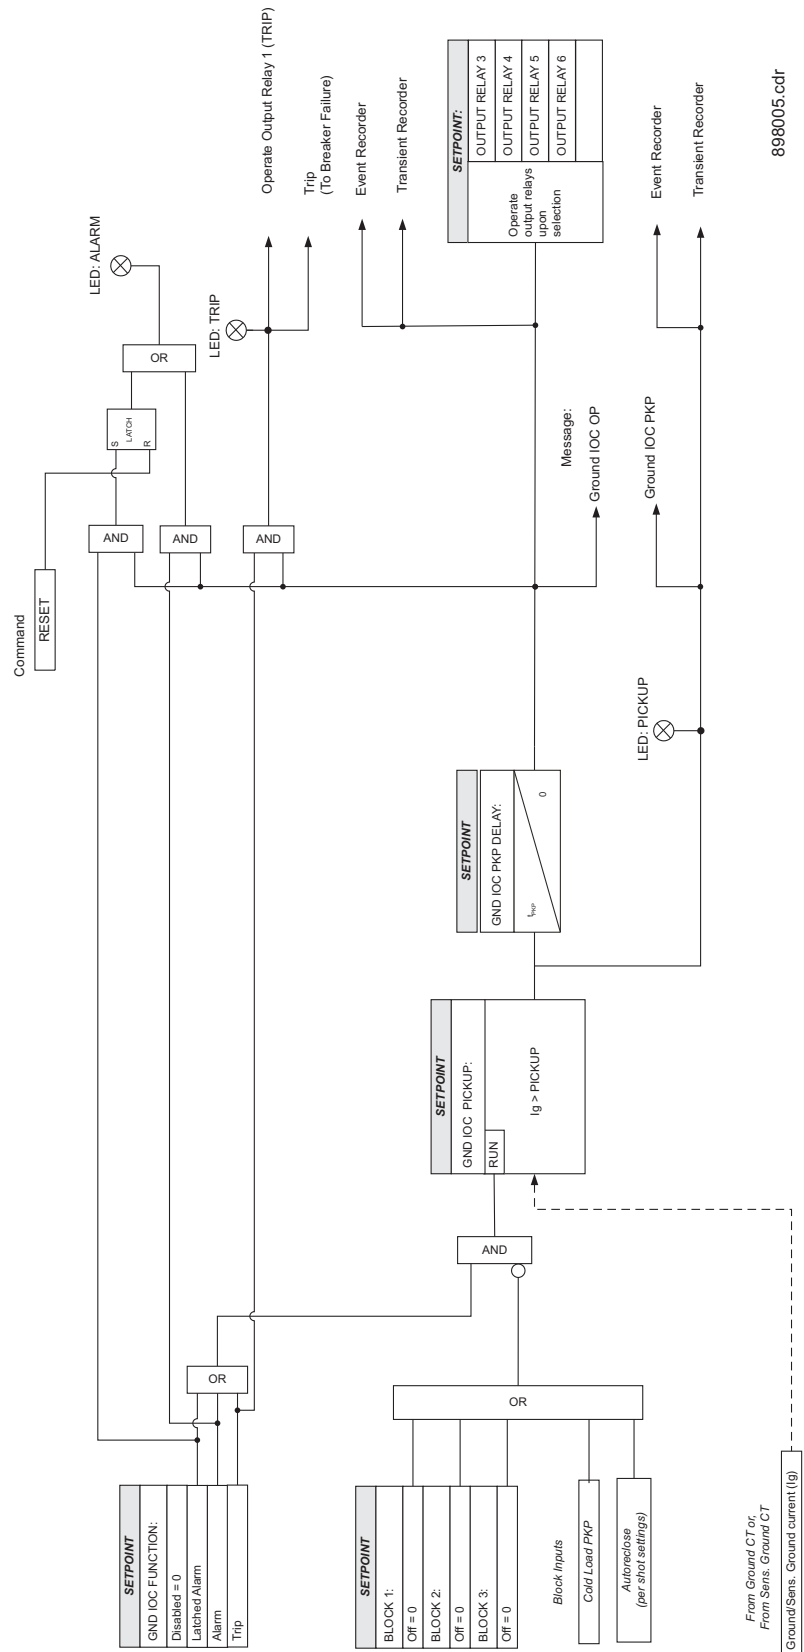 SETPOINT
GND IOC FUNCTION:
Disabled = 0
Latched Alarm
Alarm
Trip
SETPOINT
BLOCK 1:
Off = 0
BLOCK 2:
Off = 0
BLOCK 3:
Off = 0
Block Inputs
Cold Load PKP
Autoreclose
(per shot settings)
From Ground CT or,
From Sens. Ground CT
Ground/Sens. Ground current (Ig)
OR
OR
AND
SETPOINT
GND IOC PICKUP:
RUN
Ig > PICKUP
SETPOINT
GND IOC PKP DELAY:
tPKP
0
LED: PICKUP
Command
RESET
AND
AND
AND
S
LATCH
R
OR
LED: ALARM
LED: TRIP
Operate Output Relay 1 (TRIP)
Trip
(To Breaker Failure)
Event Recorder
Transient Recorder
SETPOINT:
Operate
output relays
upon
selection
OUTPUT RELAY 3
OUTPUT RELAY 4
OUTPUT RELAY 5
OUTPUT RELAY 6
Message:
Ground IOC OP
Ground IOC PKP
Event Recorder
Transient Recorder
898005.cdr